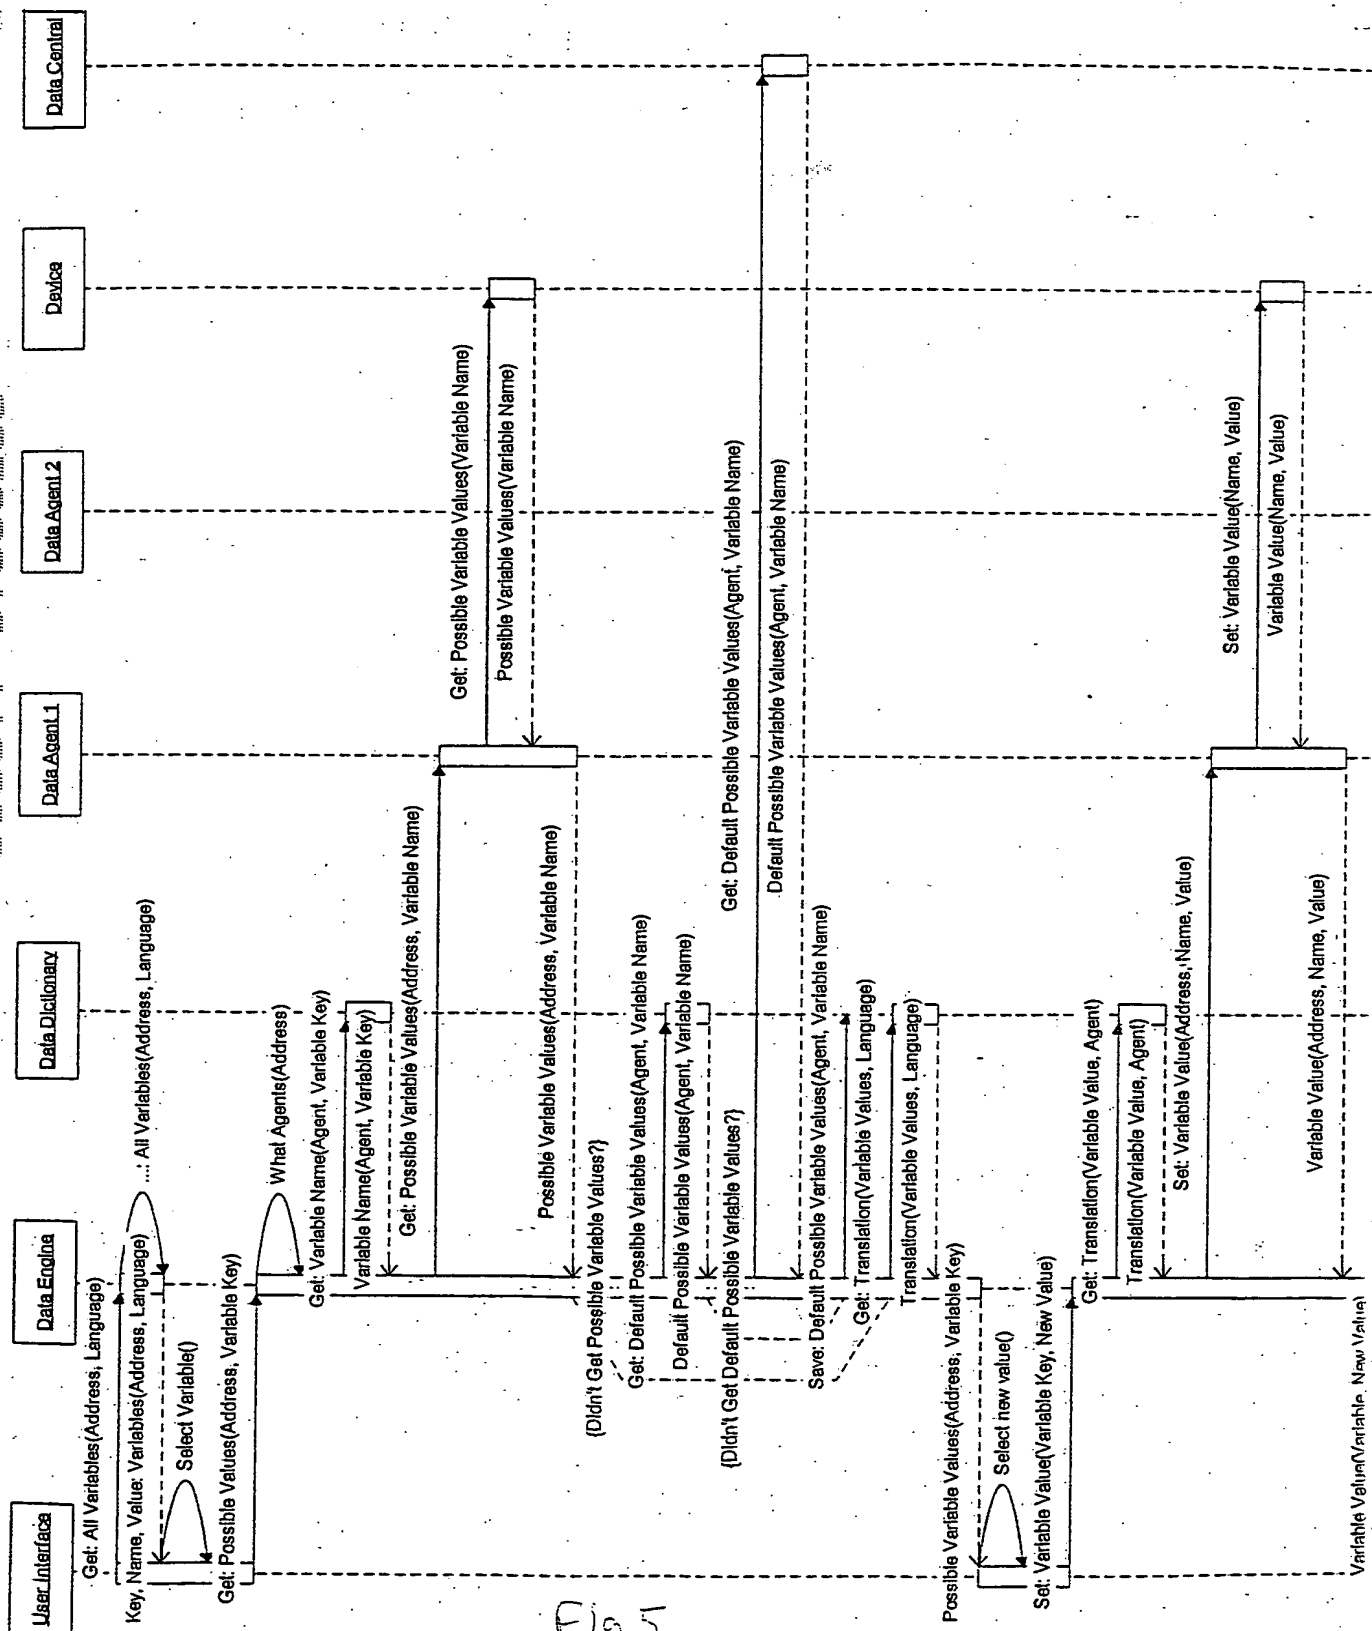 User Interface
Data Engine
Data Dictionary
Data Agent 1
Data Agent 2
Device
Data Central
Get: All Variables(Address, Language)
...: All Variables(Address, Language)
Key, Name, Value: Variables(Address, Language)
Select Variable()
Get: Possible Values(Address, Variable Key)
What Agents(Address)
Get: Variable Name(Agent, Variable Key)
Variable Name(Agent, Variable Key)
Get: Possible Variable Values(Address, Variable Name)
Get: Possible Variable Values(Variable Name)
Possible Variable Values(Variable Name)
Possible Variable Values(Address, Variable Name)
{Didn't Get Possible Variable Values?}
Get: Default Possible Variable Values(Agent, Variable Name)
Default Possible Variable Values(Agent, Variable Name)
{Didn't Get Default Possible Variable Values?}
Get: Default Possible Variable Values(Agent, Variable Name)
Default Possible Variable Values(Agent, Variable Name)
Save: Default Possible Variable Values(Agent, Variable Name)
Get: Translation(Variable Values, Language)
Translation(Variable Values, Language)
Possible Variable Values(Address, Variable Key)
Select new value()
Set: Variable Value(Variable Key, New Value)
Get: Translation(Variable Value, Agent)
Translation(Variable Value, Agent)
Set: Variable Value(Address, Name, Value)
Set: Variable Value(Name, Value)
Variable Value(Name, Value)
Variable Value(Address, Name, Value)
Variable Value(Variable, New Value)